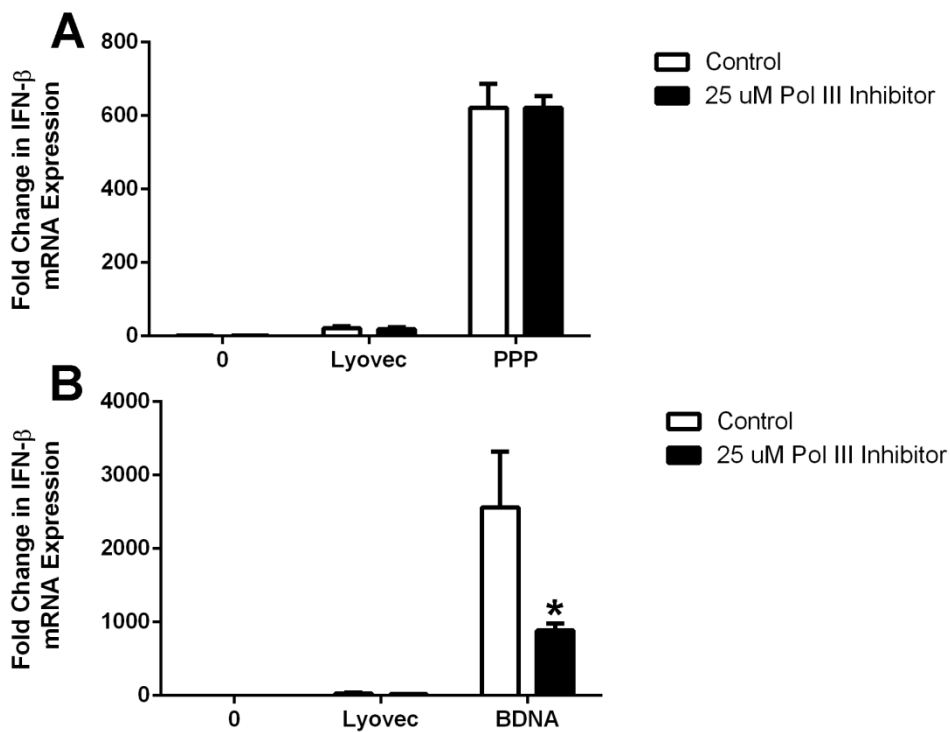 A
Fold Change in IFN-β
mRNA Expression
800
600
400
200
0
0 Lyovec PPP
Control
25 uM Pol III Inhibitor
B
Fold Change in IFN-β
mRNA Expression
4000
3000
2000
1000
0
*
0 Lyovec BDNA
Control
25 uM Pol III Inhibitor